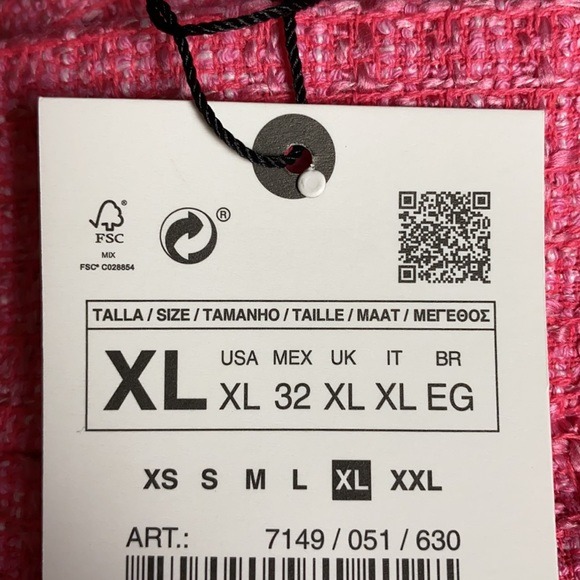 ®
FSC
MIX
FSC® C028854
®
TALLA / SIZE / TAMANHO / TAILLE / MAAT / ΜΕΓΕΘΟΣ
XL
USA MEX UK IT BR
XL 32 XL XL EG
XS S M L XL XXL
ART.: 7149 / 051 / 630